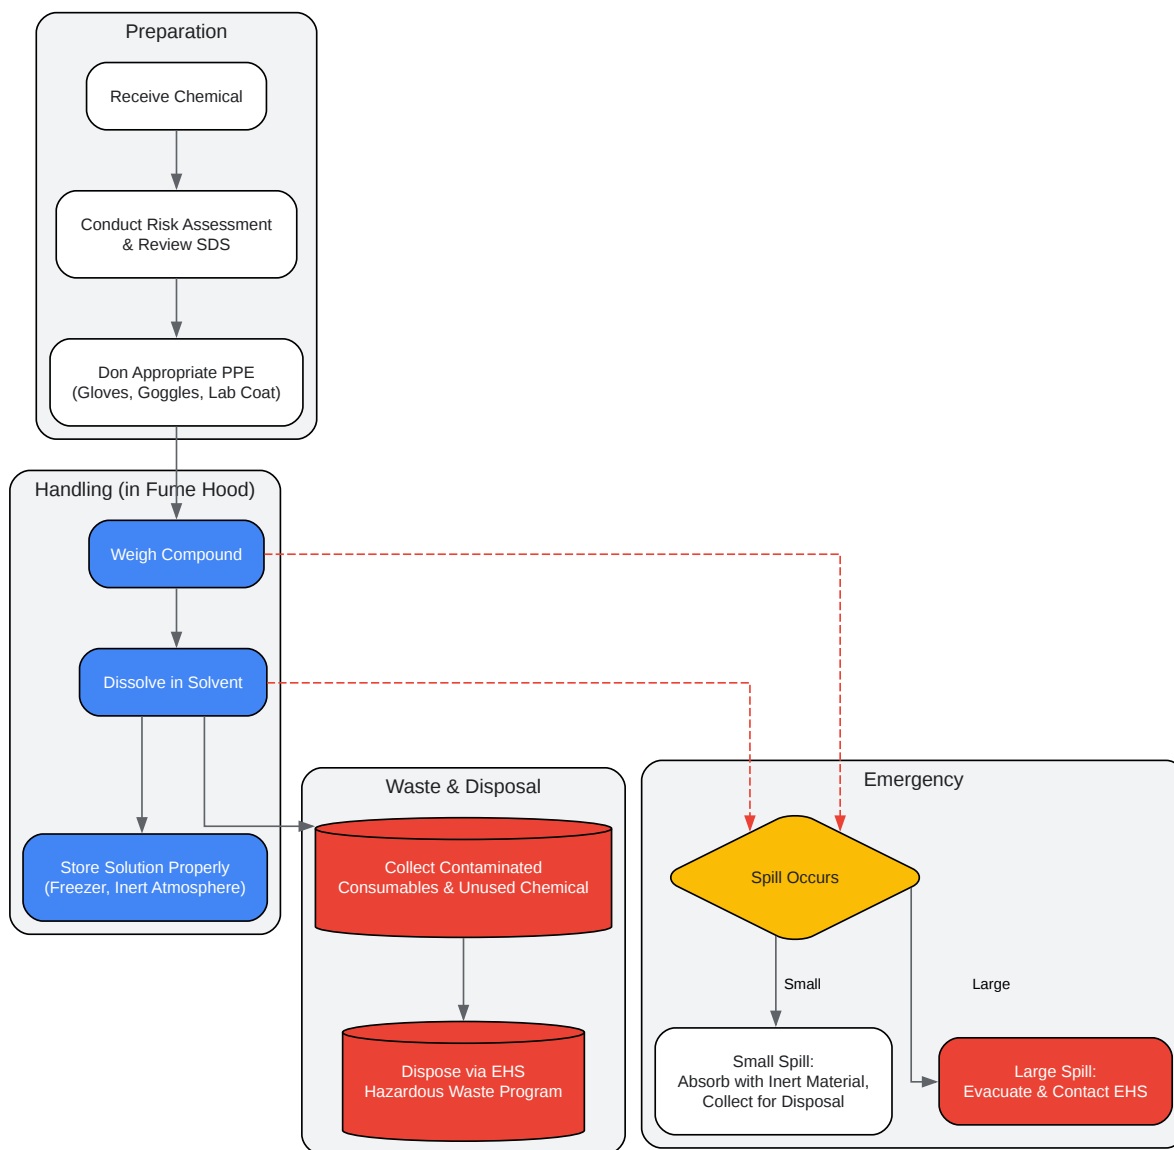 Preparation
Receive Chemical
Conduct Risk Assessment
& Review SDS
Don Appropriate PPE
(Gloves, Goggles, Lab Coat)
Handling (in Fume Hood)
Weigh Compound
Dissolve in Solvent
Store Solution Properly
(Freezer, Inert Atmosphere)
Waste & Disposal
Collect Contaminated
Consumables & Unused Chemical
Dispose via EHS
Hazardous Waste Program
Emergency
Spill Occurs
Small
Large
Small Spill:
Absorb with Inert Material,
Collect for Disposal
Large Spill:
Evacuate & Contact EHS